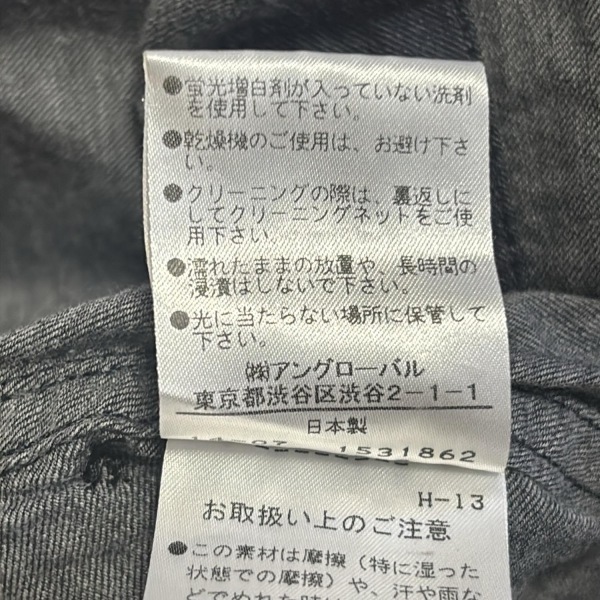 ●蛍光増白剤が入っていない洗剤
を使用して下さい。
●乾燥機のご使用は、お避け下さ
い。
●クリーニングの際は、裏返しに
してクリーニングネットをご使
用下さい。
●濡れたままの放置や、長時間の
浸漬はしないで下さい。
●光に当たらない場所に保管して
下さい。
㈱アングローバル
東京都渋谷区渋谷2-1-1
日本製
14-07 1531862
H-13
お取扱い上のご注意
●この素材は摩擦（特に湿った
状態での摩擦）や、汗や雨な